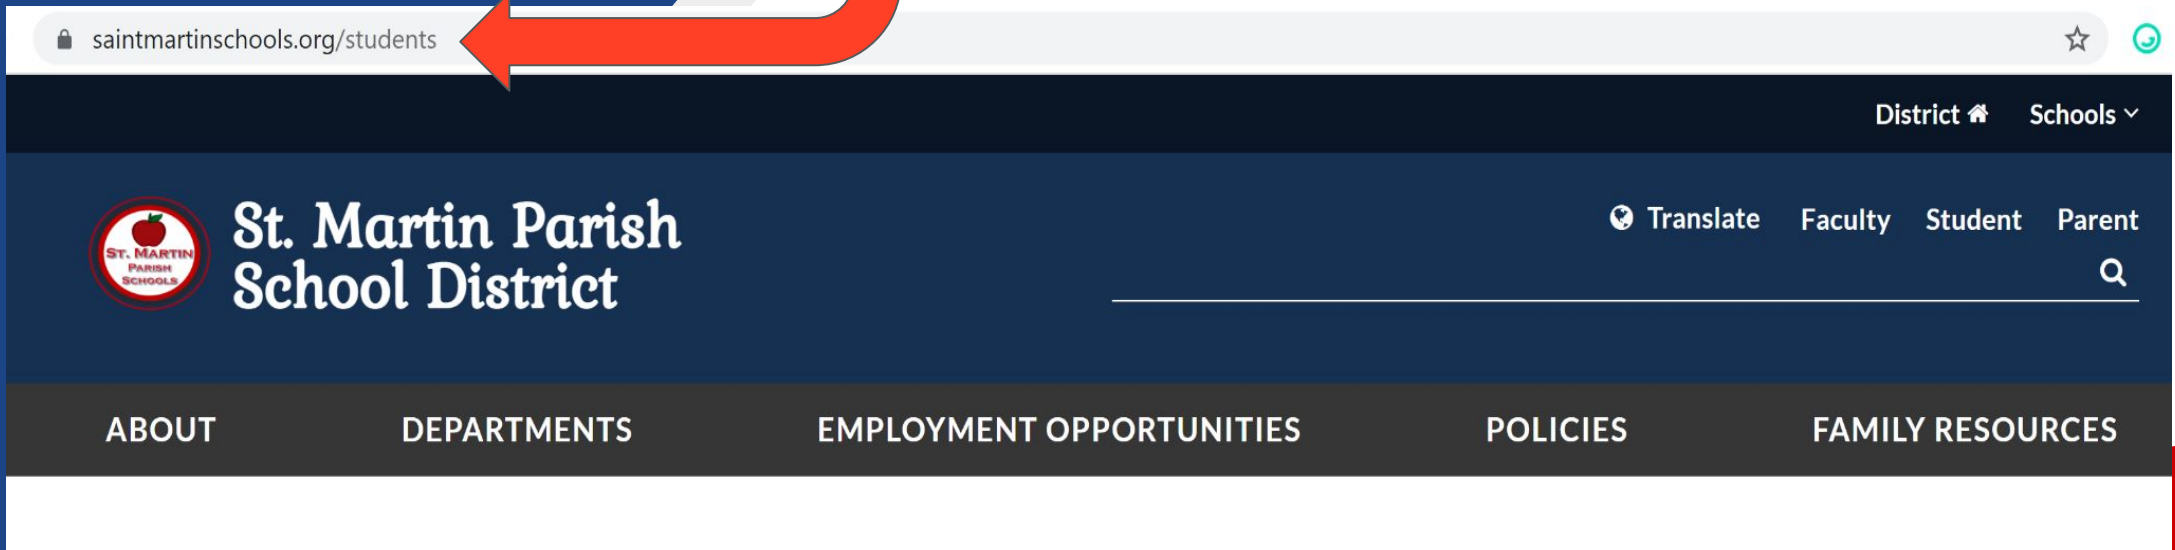 saintmartinschools.org/students
District Schools
St. Martin Parish
School District
ST. MARTIN
PARISH
SCHOOLS
Translate Faculty Student Parent
ABOUT DEPARTMENTS EMPLOYMENT OPPORTUNITIES POLICIES FAMILY RESOURCES